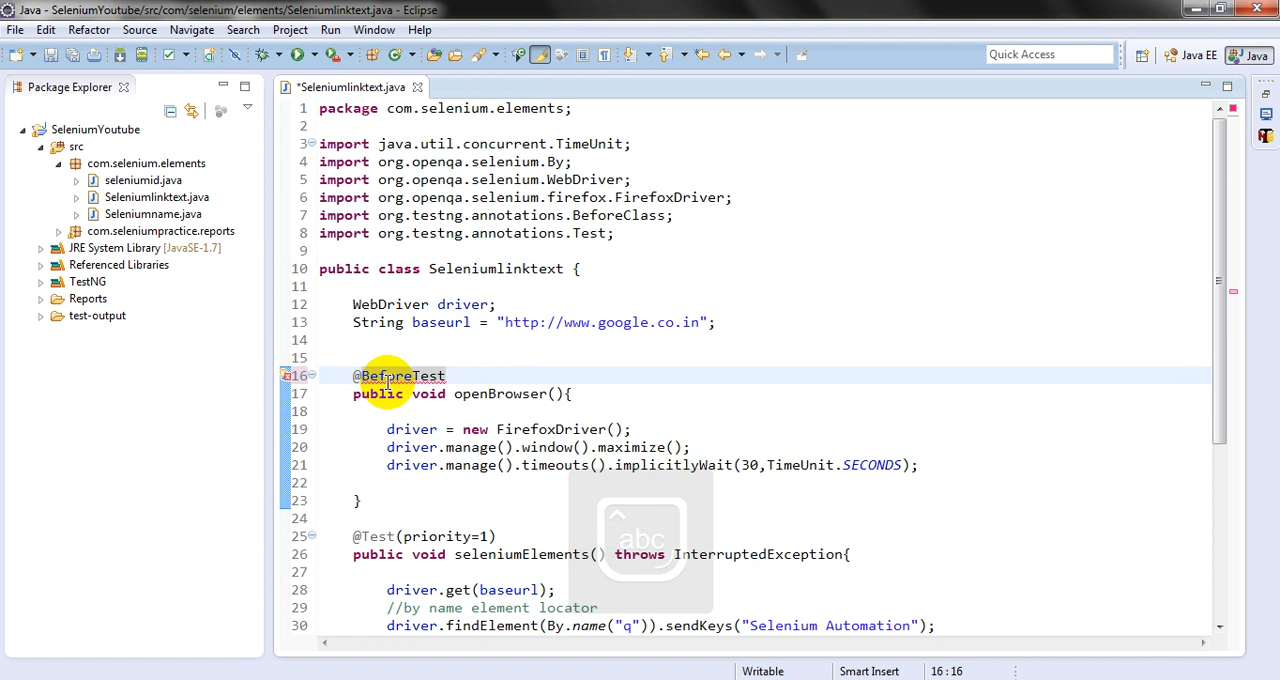 Java - SeleniumYoutube/src/com/selenium/elements/Seleniumlinktext.java - Eclipse
File Edit Refactor Source Navigate Search Project Run Window Help
Quick Access Java EE Java
Package Explorer
*Seleniumlinktext.java
SeleniumYoutube
src
com.selenium.elements
seleniumid.java
Seleniumlinktext.java
Seleniumname.java
com.seleniumpractice.reports
JRE System Library [JavaSE-1.7]
Referenced Libraries
TestNG
Reports
test-output
1 package com.selenium.elements;
2
3 import java.util.concurrent.TimeUnit;
4 import org.openqa.selenium.By;
5 import org.openqa.selenium.WebDriver;
6 import org.openqa.selenium.firefox.FirefoxDriver;
7 import org.testng.annotations.BeforeClass;
8 import org.testng.annotations.Test;
9
10 public class Seleniumlinktext {
11
12 WebDriver driver;
13 String baseurl = "http://www.google.co.in";
14
15
16 @BeforeTest
17 public void openBrowser(){
18
19 driver = new FirefoxDriver();
20 driver.manage().window().maximize();
21 driver.manage().timeouts().implicitlyWait(30,TimeUnit.SECONDS);
22
23 }
24
25 @Test(priority=1)
26 public void seleniumElements() throws InterruptedException{
27
28 driver.get(baseurl);
29 //by name element locator
30 driver.findElement(By.name("q")).sendKeys("Selenium Automation");
abc
Writable Smart Insert 16 : 16